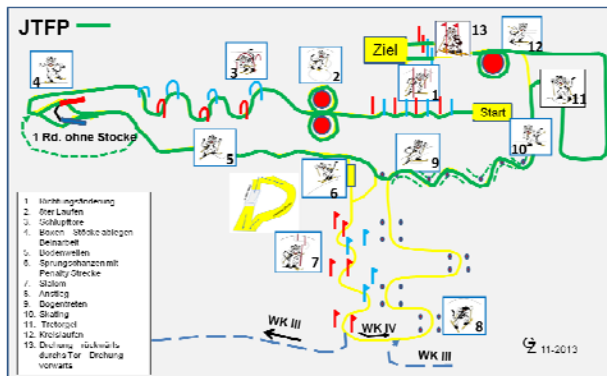 JTFP
Ziel
13
12
4
3
2
1
Start
11
1 Rd. ohne Stöcke
5
6
9
10
7
8
WK III
WK IV
WK III
GZ 11-2013
1. Richtungsänderung
2. 8ter Laufen
3. Schlupftore
4. Boxen Stöcke ablegen
Beinarbeit
5. Bodenwellen
6. Sprungschanzen mit
Penalty Strecke
7. Slalom
8. Anstieg
9. Bogentreten
10. Skating
11. Tretorgel
12. Kreislaufen
13. Drehung rückwärts
durchs Tor Drehung
vorwärts